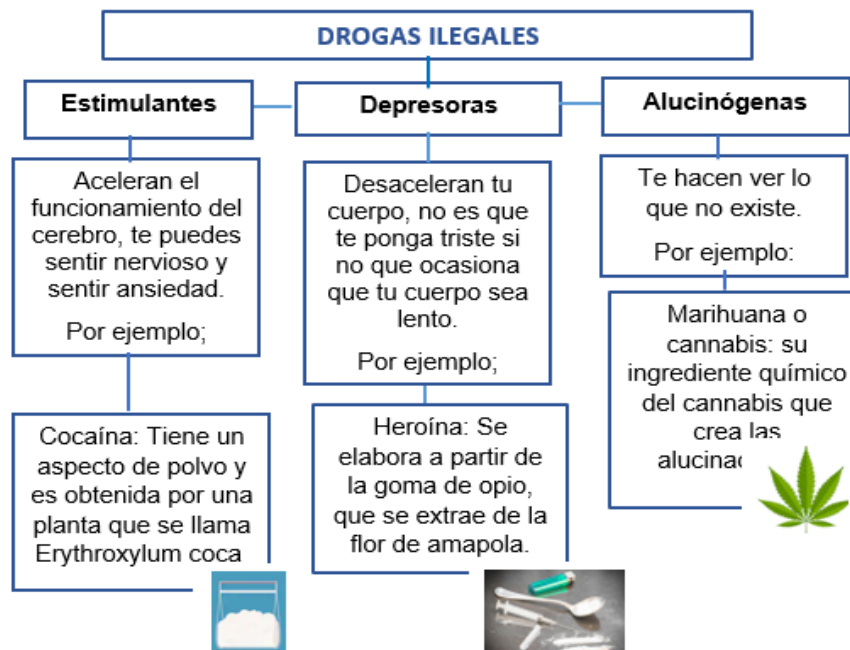 DROGAS ILEGALES
Estimulantes
Aceleran el
funcionamiento del
cerebro, te puedes
sentir nervioso y
sentir ansiedad.
Por ejemplo;
Cocaína: Tiene un
aspecto de polvo y
es obtenida por una
planta que se llama
Erythroxylum coca
Depresoras
Desaceleran tu
cuerpo, no es que
te ponga triste si
no que ocasiona
que tu cuerpo sea
lento.
Por ejemplo;
Heroína: Se
elabora a partir de
la goma de opio,
que se extrae de la
flor de amapola.
Alucinógenas
Te hacen ver lo
que no existe.
Por ejemplo:
Marihuana o
cannabis: su
ingrediente químico
del cannabis que
crea las